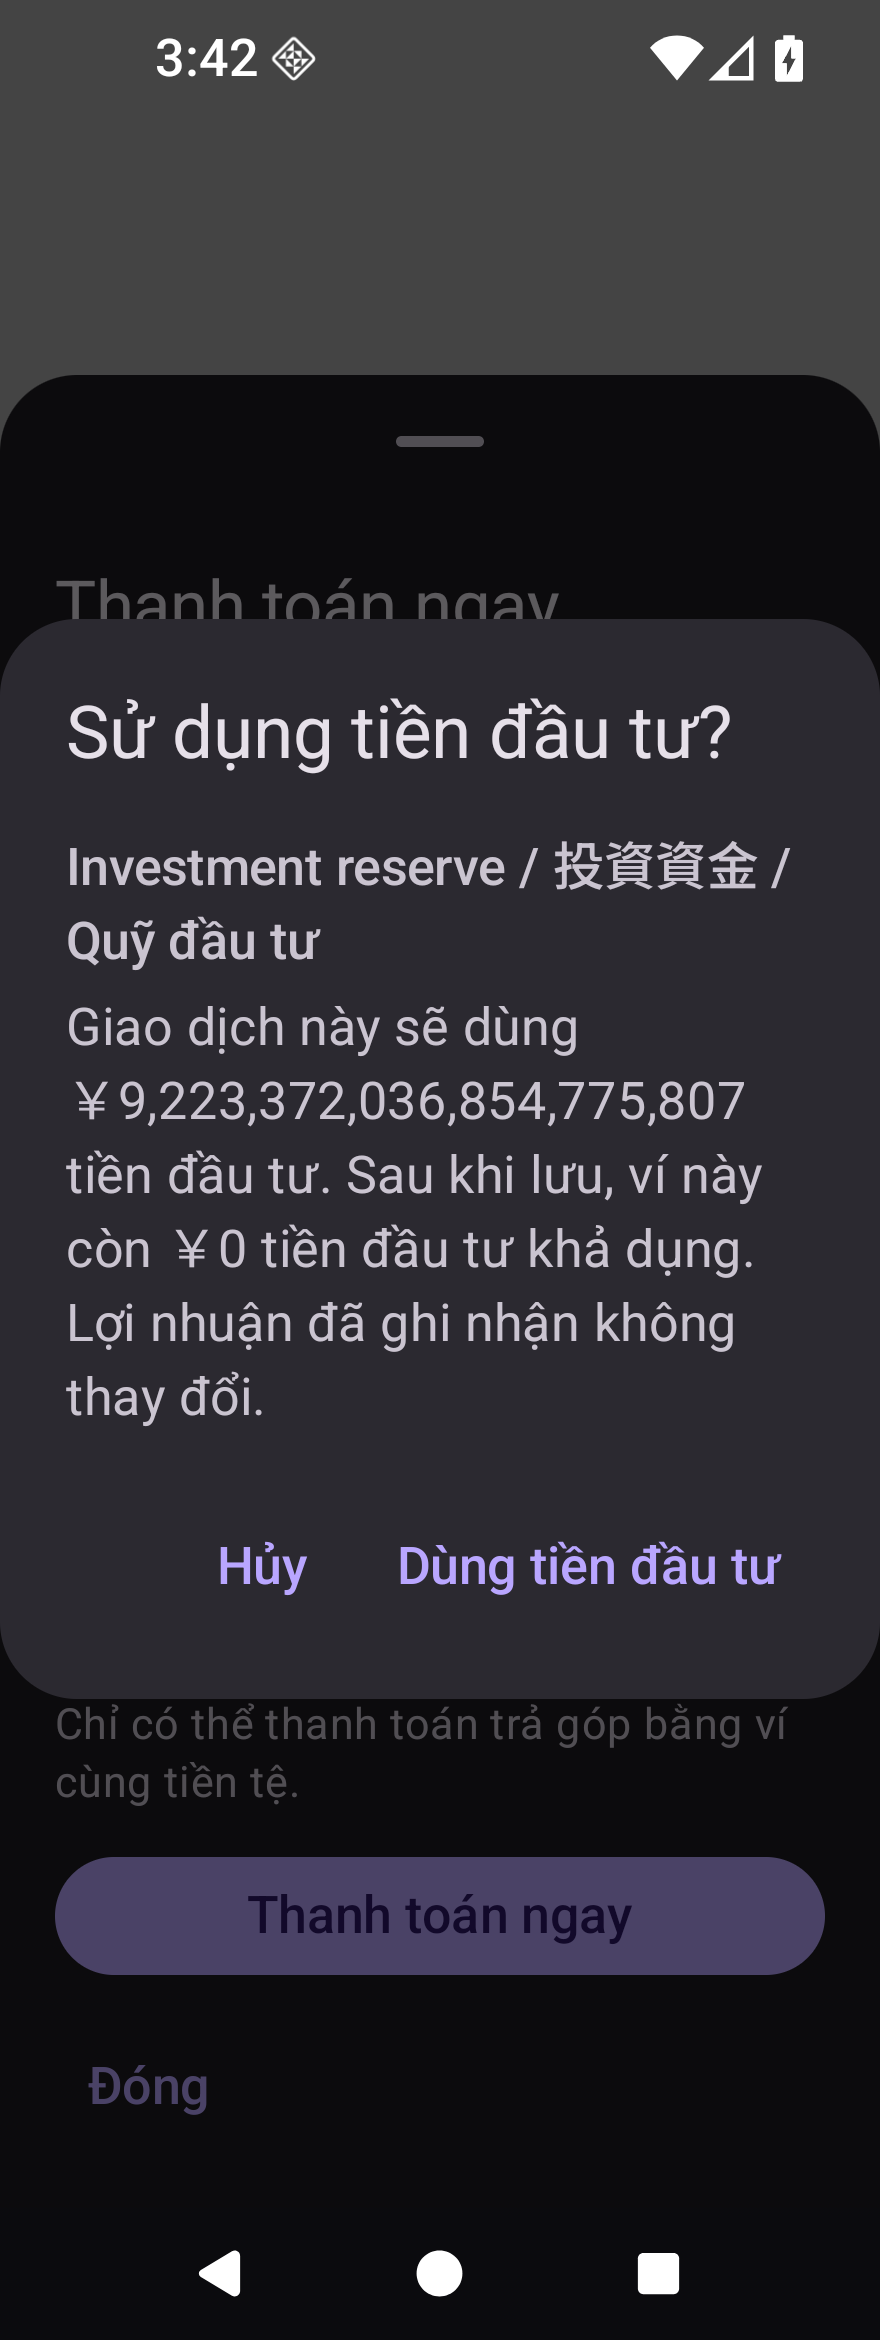 3:42
Thanh toán ngay
Sử dụng tiền đầu tư?
Investment reserve / 投資資金 /
Quỹ đầu tư
Giao dịch này sẽ dùng
￥9,223,372,036,854,775,807
tiền đầu tư. Sau khi lưu, ví này
còn ￥0 tiền đầu tư khả dụng.
Lợi nhuận đã ghi nhận không
thay đổi.
Hủy Dùng tiền đầu tư
Chỉ có thể thanh toán trả góp bằng ví
cùng tiền tệ.
Thanh toán ngay
Đóng